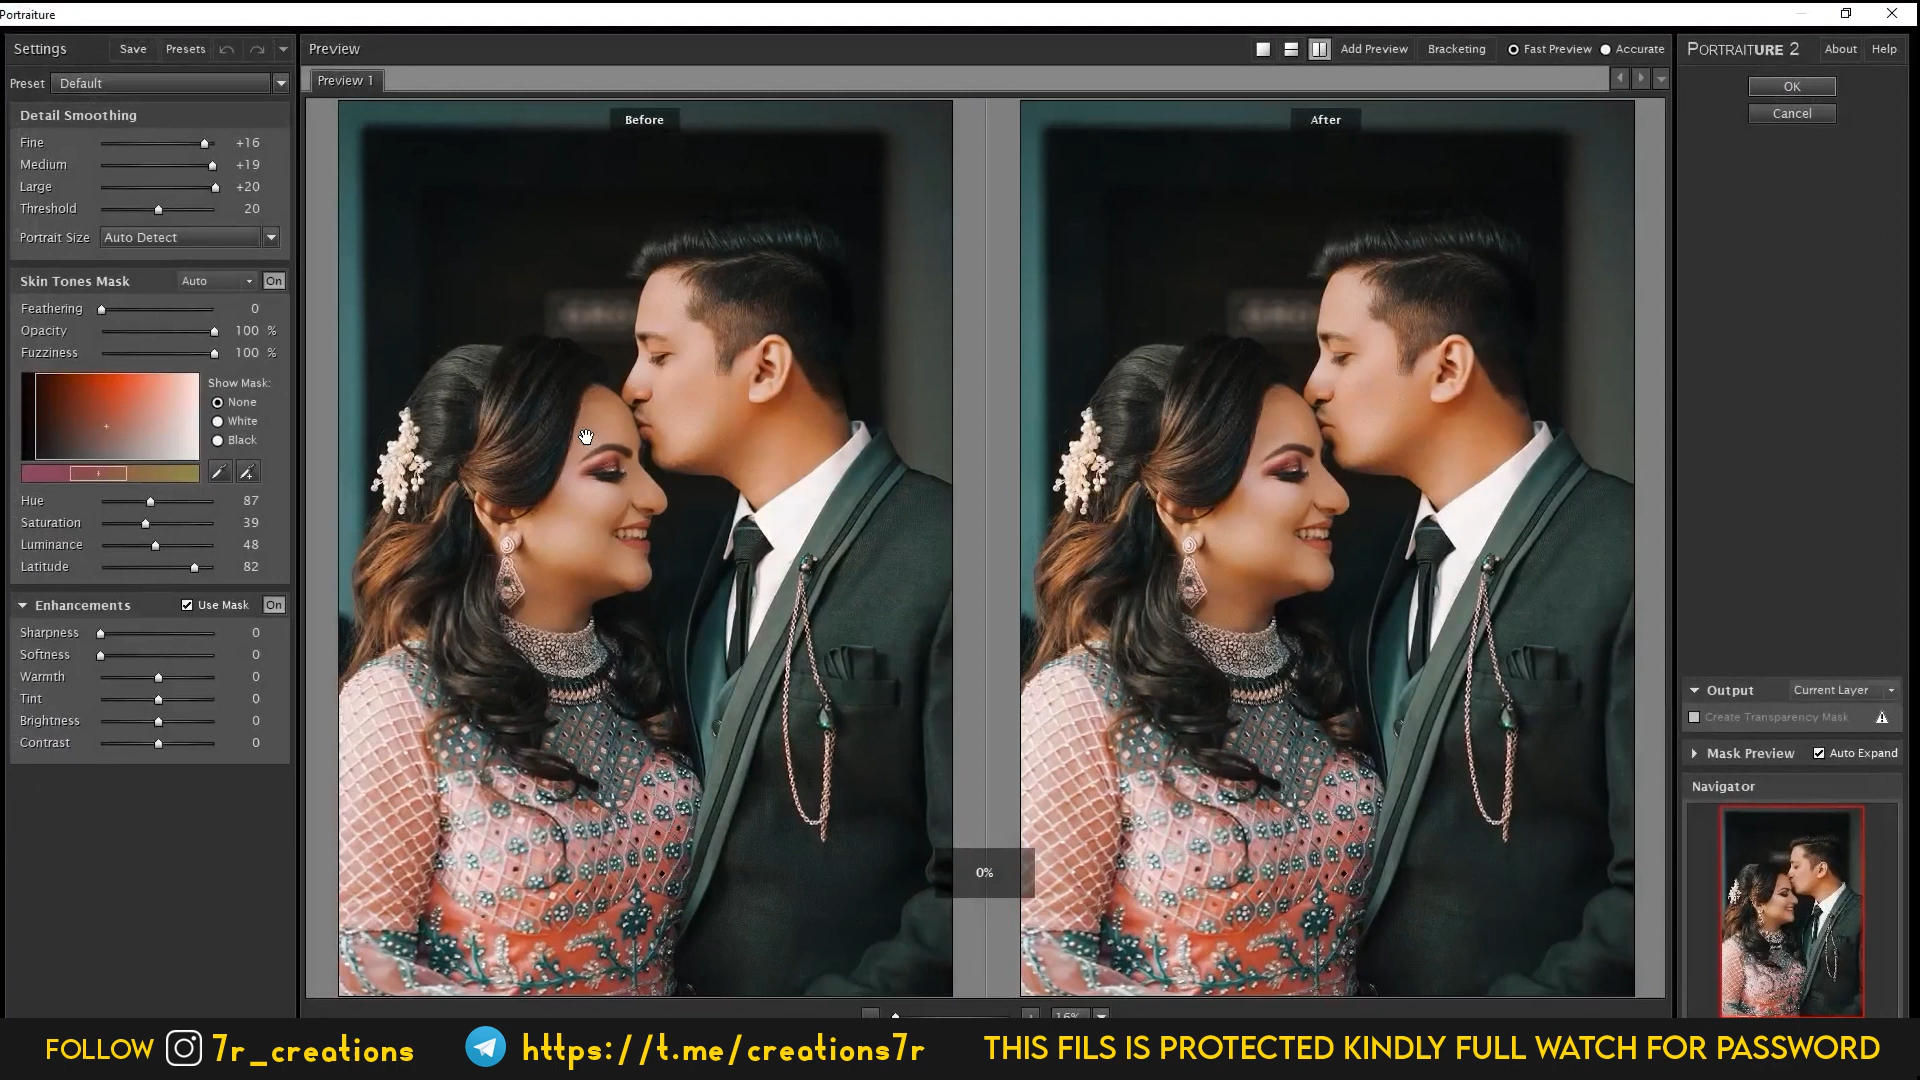 Portraiture
Settings Save Presets
Preset Default
Detail Smoothing
Fine +16
Medium +19
Large +20
Threshold 20
Portrait Size Auto Detect
Skin Tones Mask Auto On
Feathering 0
Opacity 100 %
Fuzziness 100 %
Show Mask:
None
White
Black
Hue 87
Saturation 39
Luminance 48
Latitude 82
Enhancements Use Mask On
Sharpness 0
Softness 0
Warmth 0
Tint 0
Brightness 0
Contrast 0
Preview Add Preview Bracketing Fast Preview Accurate
Preview 1
Before
After
0%
16%
PORTRAITURE 2 About Help
OK
Cancel
Output Current Layer
Create Transparency Mask
Mask Preview Auto Expand
Navigator
FOLLOW 7r_creations https://t.me/creations7r THIS FILS IS PROTECTED KINDLY FULL WATCH FOR PASSWORD